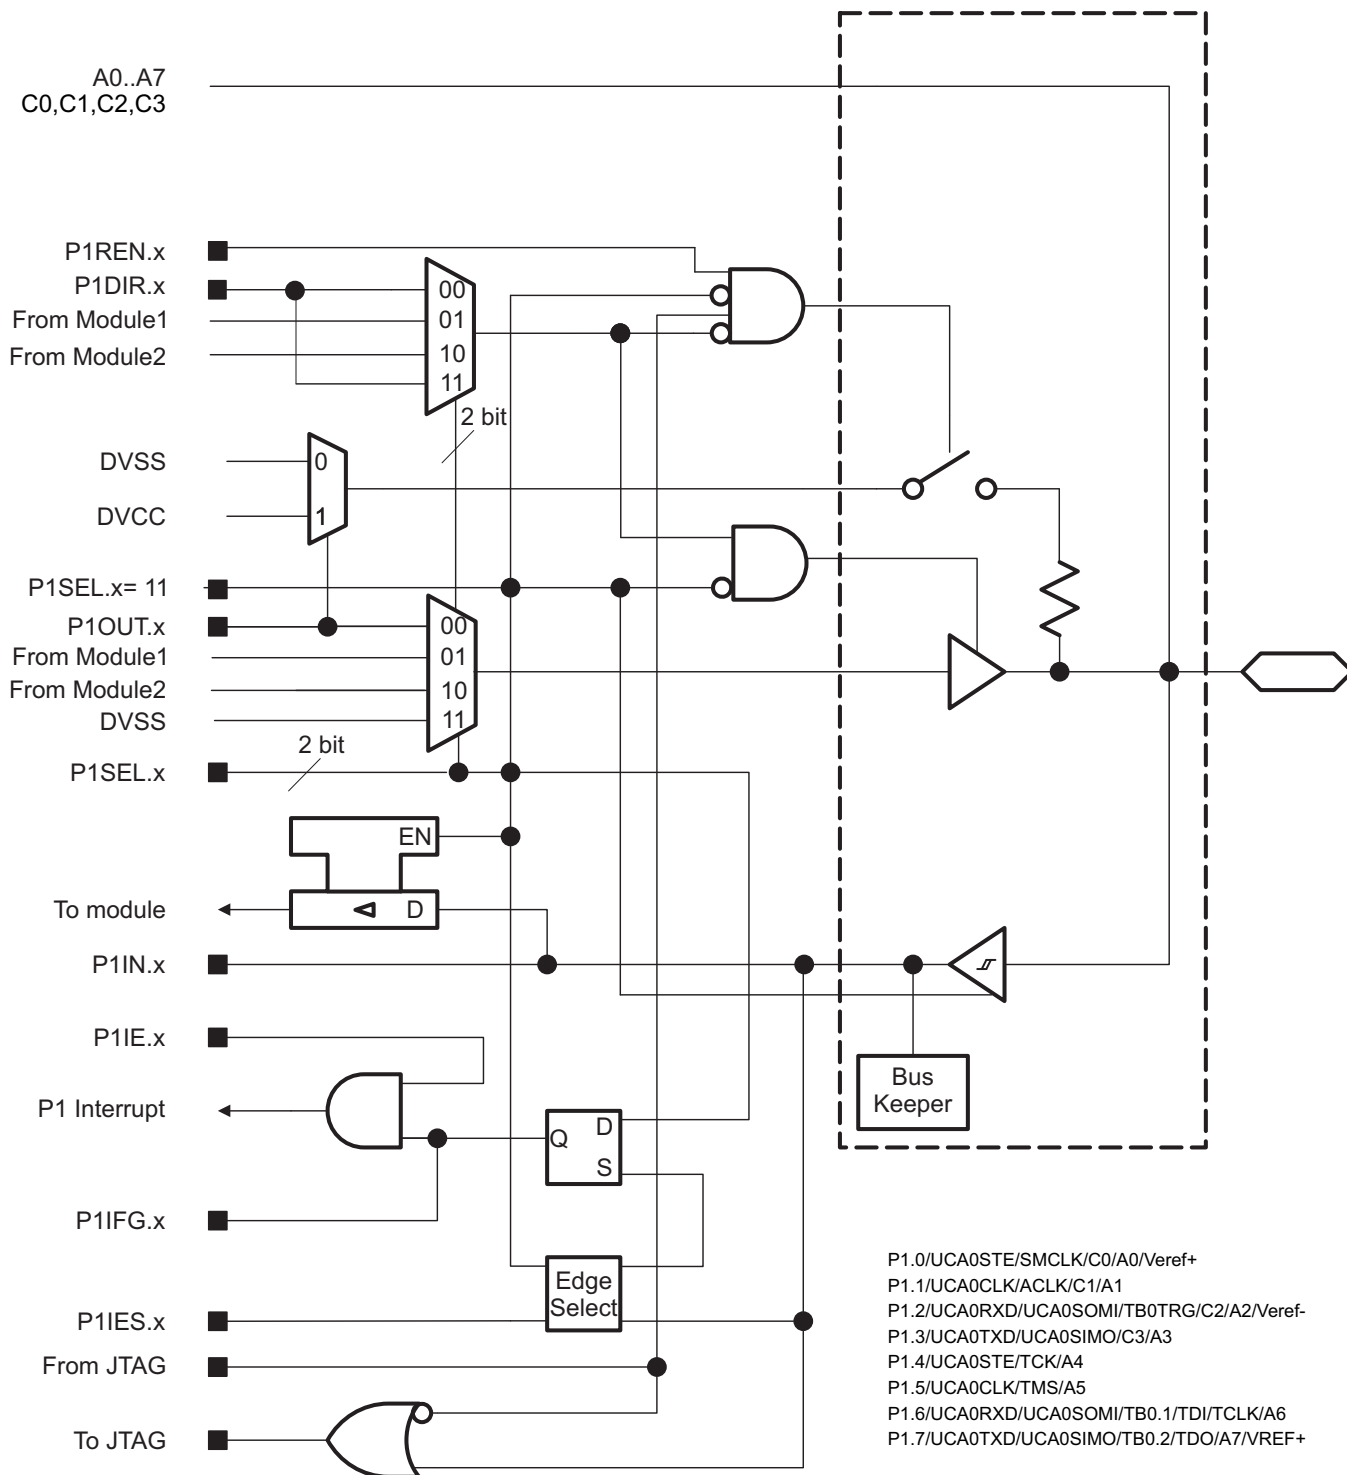 A0..A7
C0,C1,C2,C3
P1REN.x
P1DIR.x
From Module1
From Module2
00
01
10
11
2 bit
DVSS
DVCC
0
1
P1SEL.x= 11
P1OUT.x
From Module1
From Module2
DVSS
00
01
10
11
2 bit
P1SEL.x
EN
To module
D
P1IN.x
P1IE.x
Bus
Keeper
P1 Interrupt
Q
D
S
P1IFG.x
Edge
Select
P1IES.x
From JTAG
To JTAG
P1.0/UCA0STE/SMCLK/C0/A0/Veref+
P1.1/UCA0CLK/ACLK/C1/A1
P1.2/UCA0RXD/UCA0SOMI/TB0TRG/C2/A2/Veref-
P1.3/UCA0TXD/UCA0SIMO/C3/A3
P1.4/UCA0STE/TCK/A4
P1.5/UCA0CLK/TMS/A5
P1.6/UCA0RXD/UCA0SOMI/TB0.1/TDI/TCLK/A6
P1.7/UCA0TXD/UCA0SIMO/TB0.2/TDO/A7/VREF+